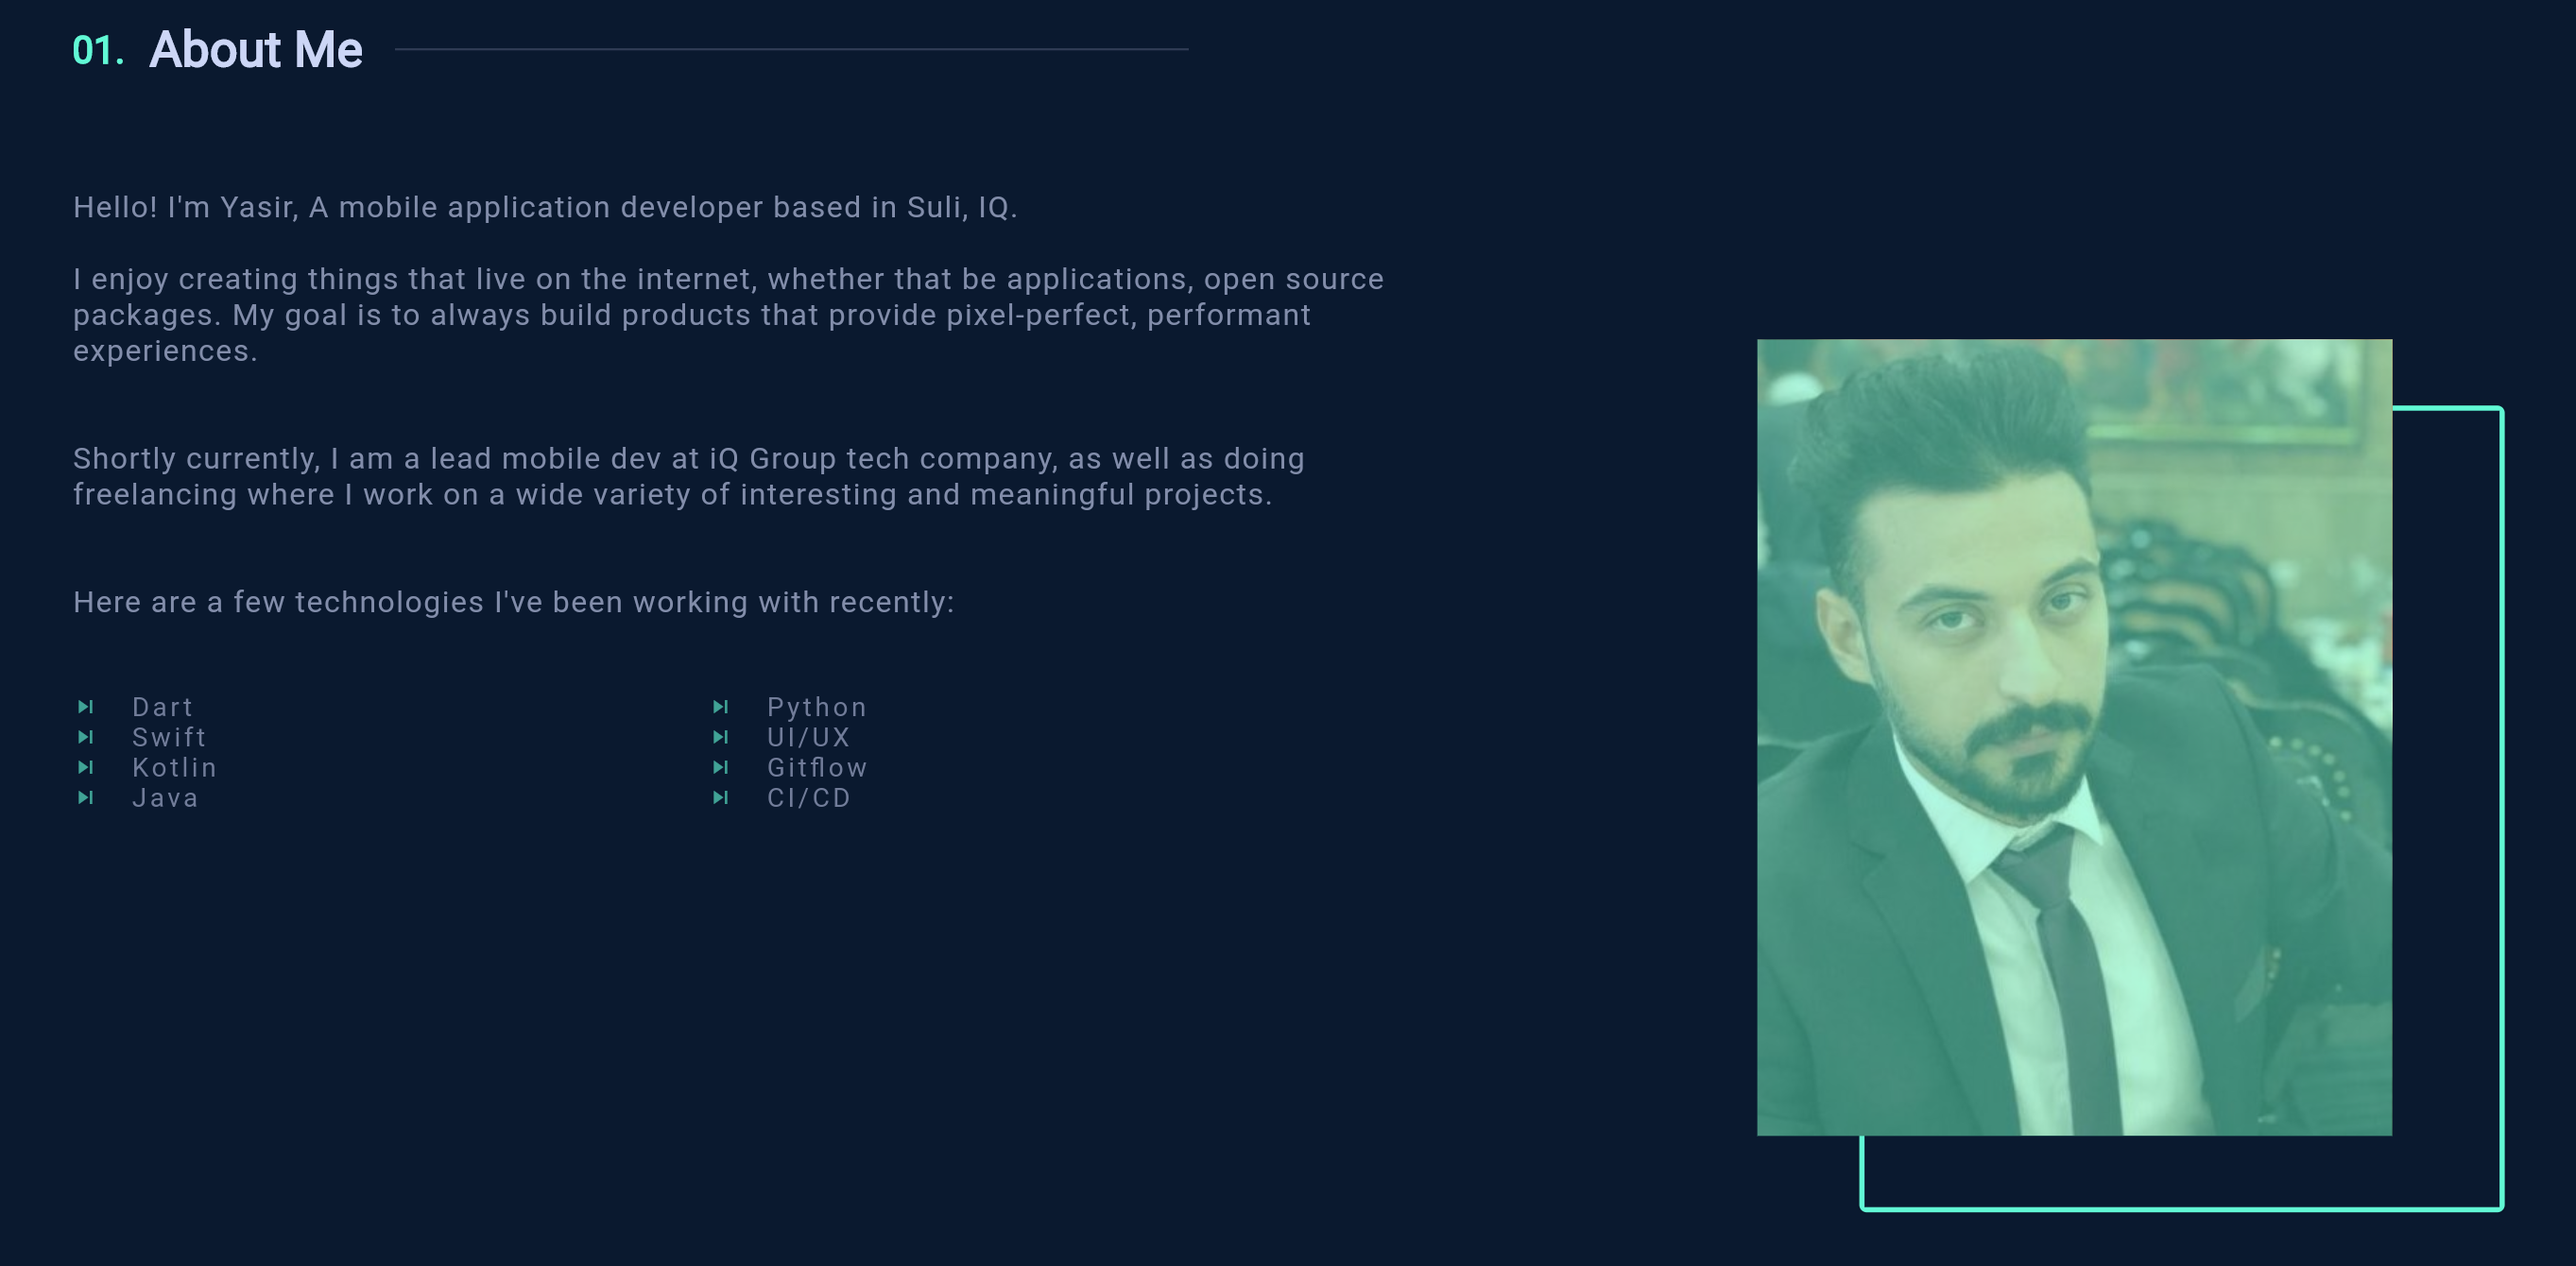 01. About Me
Hello! I'm Yasir, A mobile application developer based in Suli, IQ.
I enjoy creating things that live on the internet, whether that be applications, open source
packages. My goal is to always build products that provide pixel-perfect, performant
experiences.
Shortly currently, I am a lead mobile dev at iQ Group tech company, as well as doing
freelancing where I work on a wide variety of interesting and meaningful projects.
Here are a few technologies I've been working with recently:
Dart
Swift
Kotlin
Java
Python
UI/UX
Gitflow
CI/CD